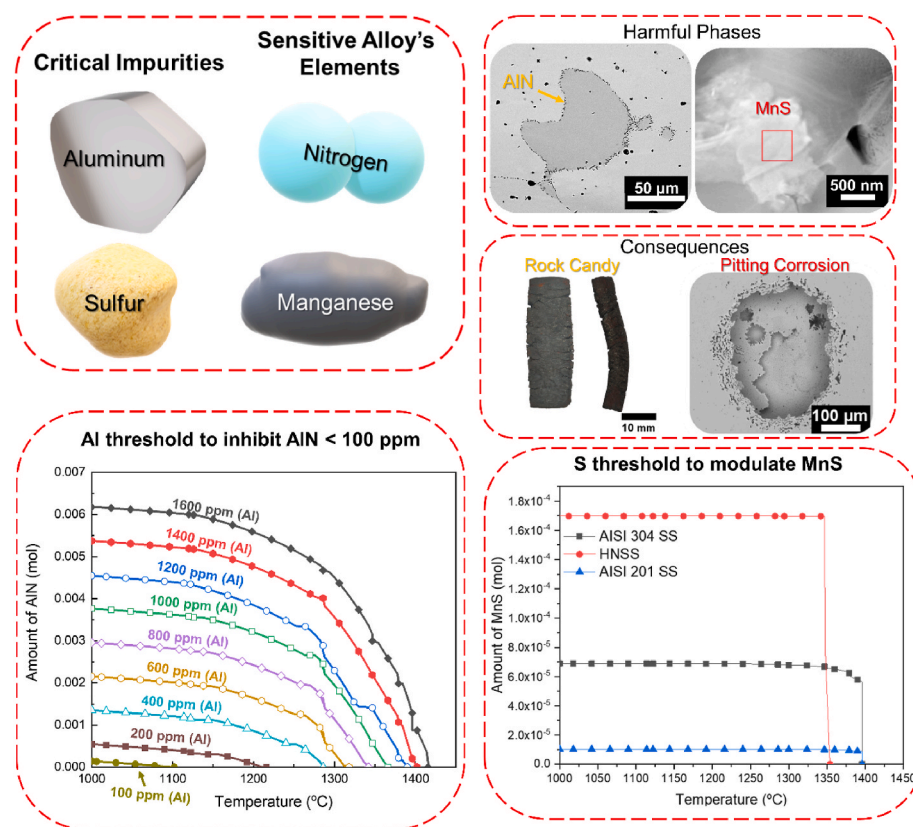 Critical Impurities
Sensitive Alloy's
Elements
Aluminum
Nitrogen
Sulfur
Manganese
Harmful Phases
AlN
50 µm
MnS
500 nm
Consequences
Rock Candy
10 mm
Pitting Corrosion
100 µm
Al threshold to inhibit AlN < 100 ppm
Amount of AlN (mol)
0.007
0.006
0.005
0.004
0.003
0.002
0.001
0.000
1600 ppm (Al)
1400 ppm (Al)
1200 ppm (Al)
1000 ppm (Al)
800 ppm (Al)
600 ppm (Al)
400 ppm (Al)
200 ppm (Al)
100 ppm (Al)
1000 1100 1200 1300 1400
Temperature (ºC)
S threshold to modulate MnS
Amount of MnS (mol)
1.8x10⁻⁴
1.6x10⁻⁴
1.4x10⁻⁴
1.2x10⁻⁴
1.0x10⁻⁴
8.0x10⁻⁵
6.0x10⁻⁵
4.0x10⁻⁵
2.0x10⁻⁵
0.0
AISI 304 SS
HNSS
AISI 201 SS
1000 1050 1100 1150 1200 1250 1300 1350 1400 1450
Temperature (ºC)